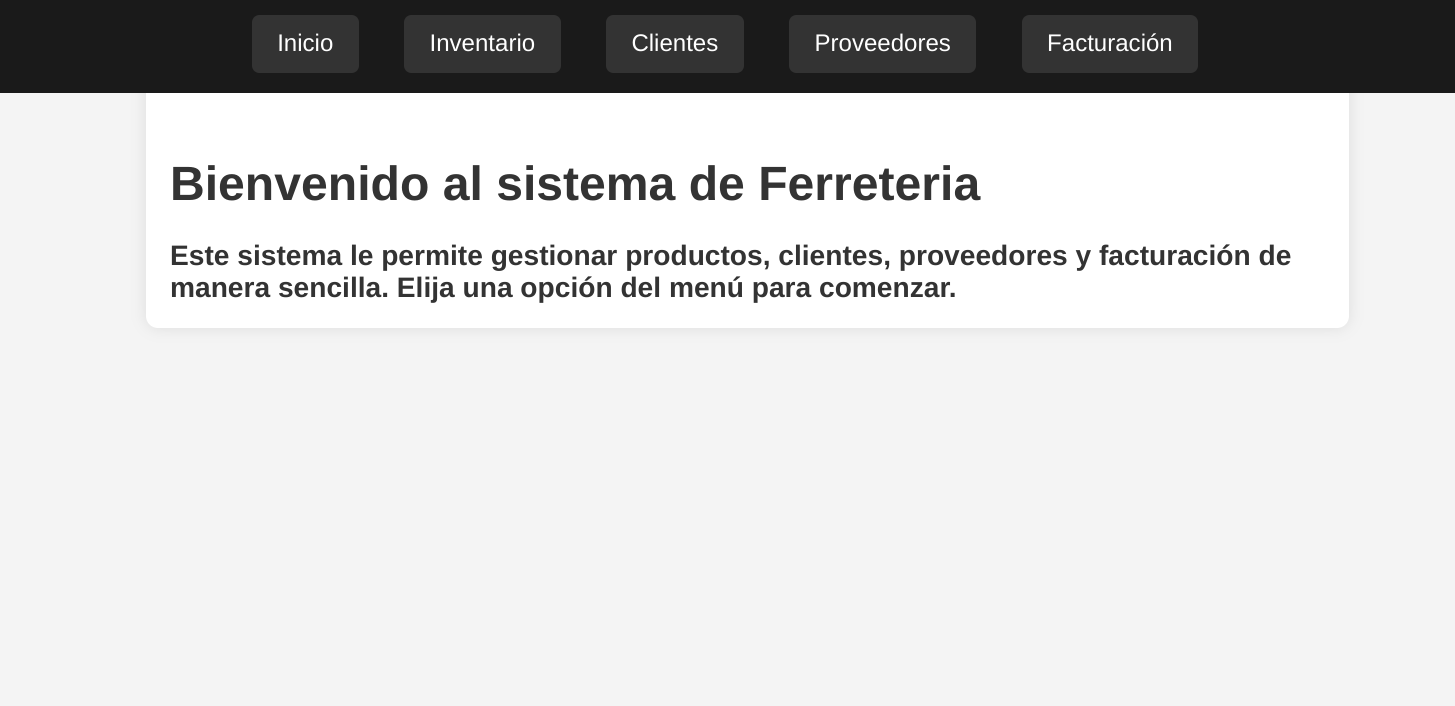 Inicio Inventario Clientes Proveedores Facturación
Bienvenido al sistema de Ferreteria
Este sistema le permite gestionar productos, clientes, proveedores y facturación de
manera sencilla. Elija una opción del menú para comenzar.